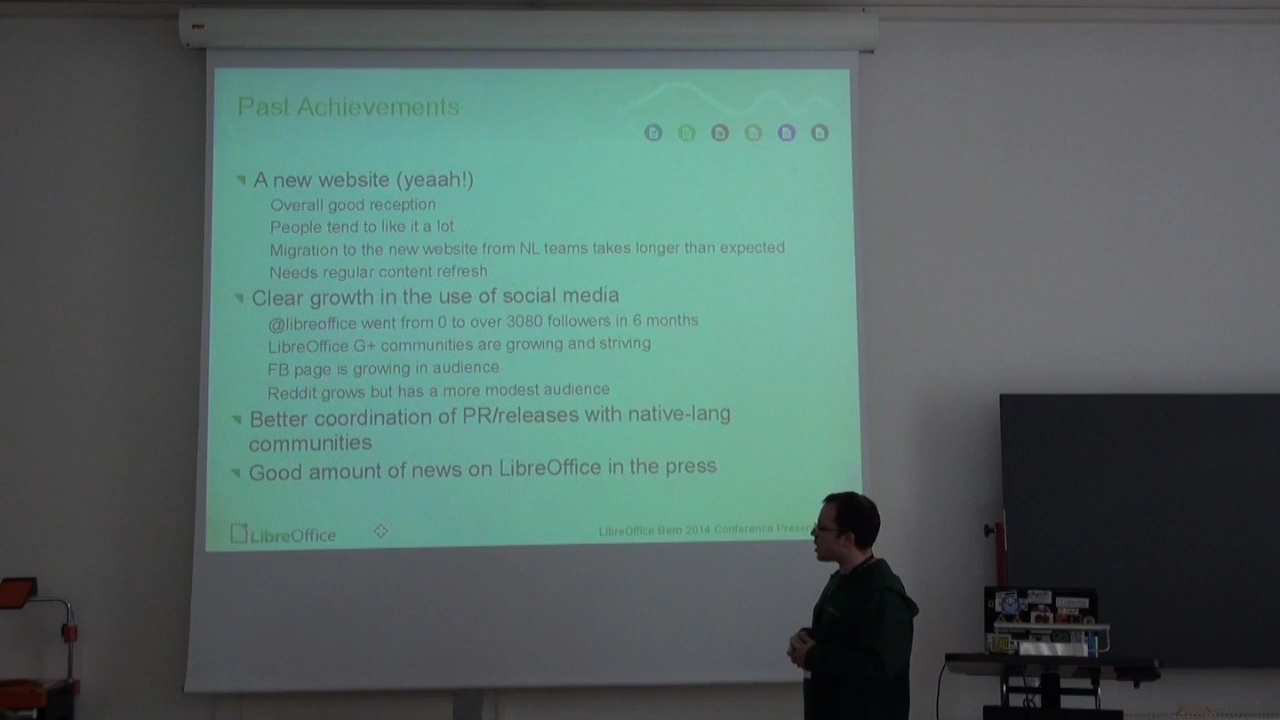 Past Achievements
A new website (yeaah!)
Overall good reception
People tend to like it a lot
Migration to the new website from NL teams takes longer than expected
Needs regular content refresh
Clear growth in the use of social media
@libreoffice went from 0 to over 3080 followers in 6 months
LibreOffice G+ communities are growing and striving
FB page is growing in audience
Reddit grows but has a more modest audience
Better coordination of PR/releases with native-lang
communities
Good amount of news on LibreOffice in the press
LibreOffice
LibreOffice Bern 2014 Conference